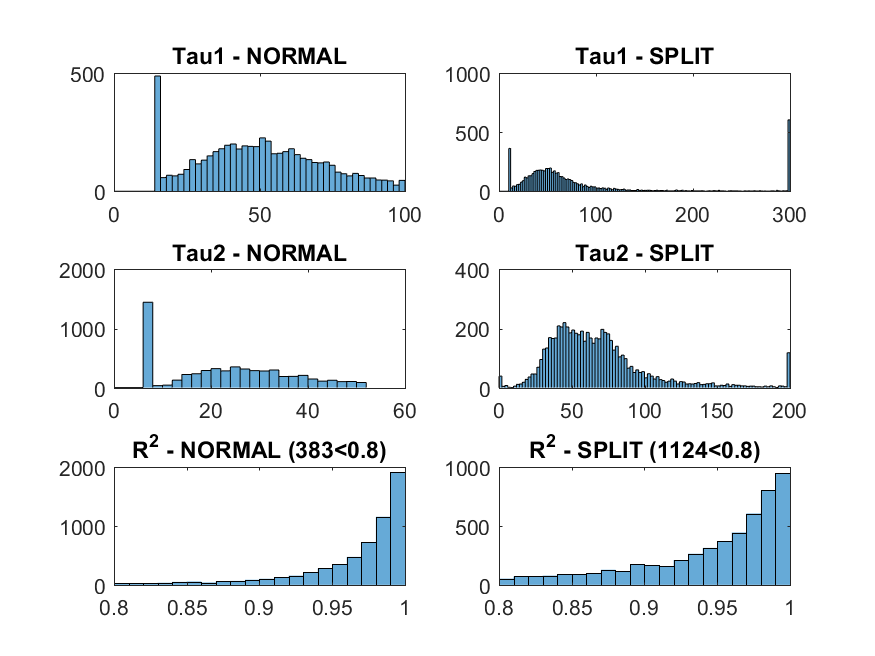 Tau1 - NORMAL
500
0
0 50 100
Tau1 - SPLIT
1000
500
0
0 100 200 300
Tau2 - NORMAL
2000
1000
0
0 20 40 60
Tau2 - SPLIT
400
200
0
0 50 100 150 200
R² - NORMAL (383<0.8)
2000
1000
0
0.8 0.85 0.9 0.95 1
R² - SPLIT (1124<0.8)
1000
500
0
0.8 0.85 0.9 0.95 1